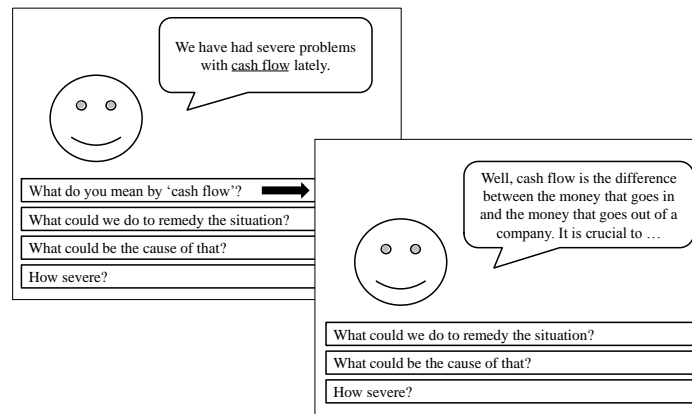 We have had severe problems
with cash flow lately.
What do you mean by ‘cash flow’?
What could we do to remedy the situation?
What could be the cause of that?
How severe?
Well, cash flow is the difference
between the money that goes in
and the money that goes out of a
company. It is crucial to …
What could we do to remedy the situation?
What could be the cause of that?
How severe?